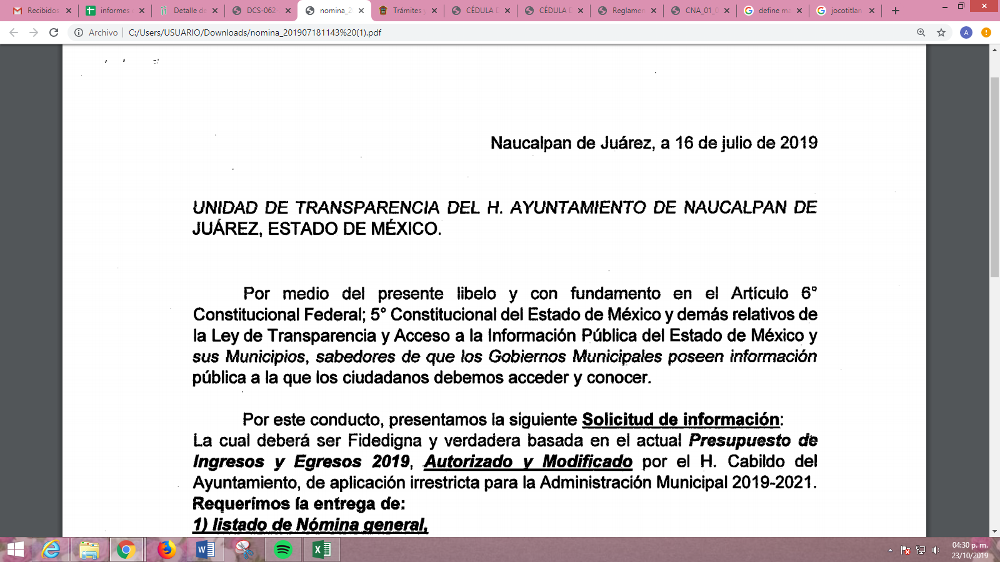 Recibidos
informes
Detalle de
DCS-062-
nomina_2
Trámites y
CÉDULA D
CÉDULA D
Reglamen
CNA_01_0
define ma
jocotitlan
Archivo
C:/Users/USUARIO/Downloads/nomina_201907181143%20(1).pdf
A
Naucalpan de Juárez, a 16 de julio de 2019
UNIDAD DE TRANSPARENCIA DEL H. AYUNTAMIENTO DE NAUCALPAN DE
JUÁREZ, ESTADO DE MÉXICO.
Por medio del presente libelo y con fundamento en el Artículo 6°
Constitucional Federal; 5° Constitucional del Estado de México y demás relativos de
la Ley de Transparencia y Acceso a la Información Pública del Estado de México y
sus Municipios, sabedores de que los Gobiernos Municipales poseen información
pública a la que los ciudadanos debemos acceder y conocer.
Por este conducto, presentamos la siguiente Solicitud de información:
La cual deberá ser Fidedigna y verdadera basada en el actual Presupuesto de
Ingresos y Egresos 2019, Autorizado y Modificado por el H. Cabildo del
Ayuntamiento, de aplicación irrestricta para la Administración Municipal 2019-2021.
Requerimos la entrega de:
1) listado de Nómina general,
04:30 p. m.
23/10/2019